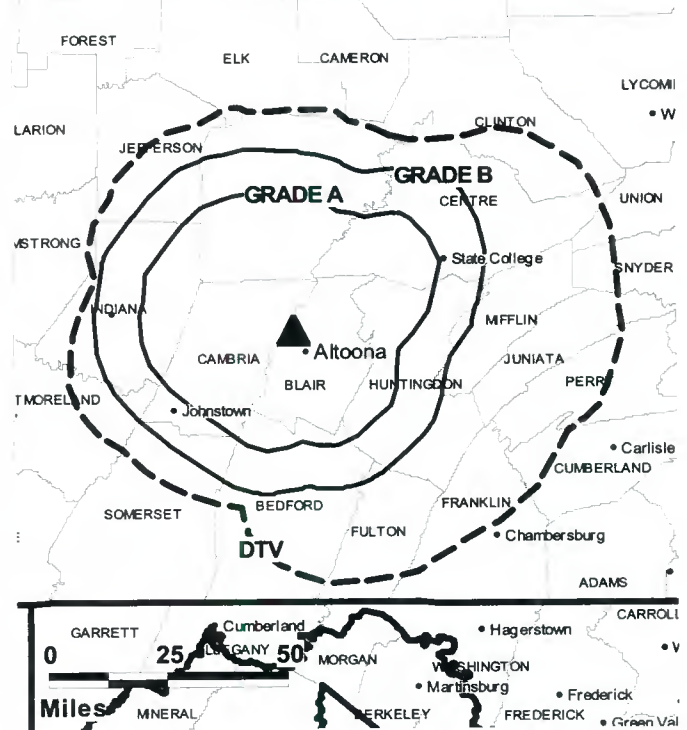 FOREST
ELK
CAMERON
LYCOMI
W
CLINTON
LARION
JEFFERSON
GRADE B
GRADE A
CENTRE
UNION
MSTRONG
State College
SNYDER
INDIANA
MIFFLIN
Altoona
CAMBRIA
JUNIATA
BLAIR
HUNTINGDON
PERRY
TMORELAND
Johnstown
Carlisle
CUMBERLAND
BEDFORD
FRANKLIN
SOMERSET
FULTON
Chambersburg
DTV
ADAMS
CARROLL
Cumberland
GARRETT
Hagerstown
ALLEGANY
0 25 50
MORGAN
WASHINGTON
Martinsburg
Frederick
Miles
MINERAL
BERKELEY
FREDERICK
Green Val